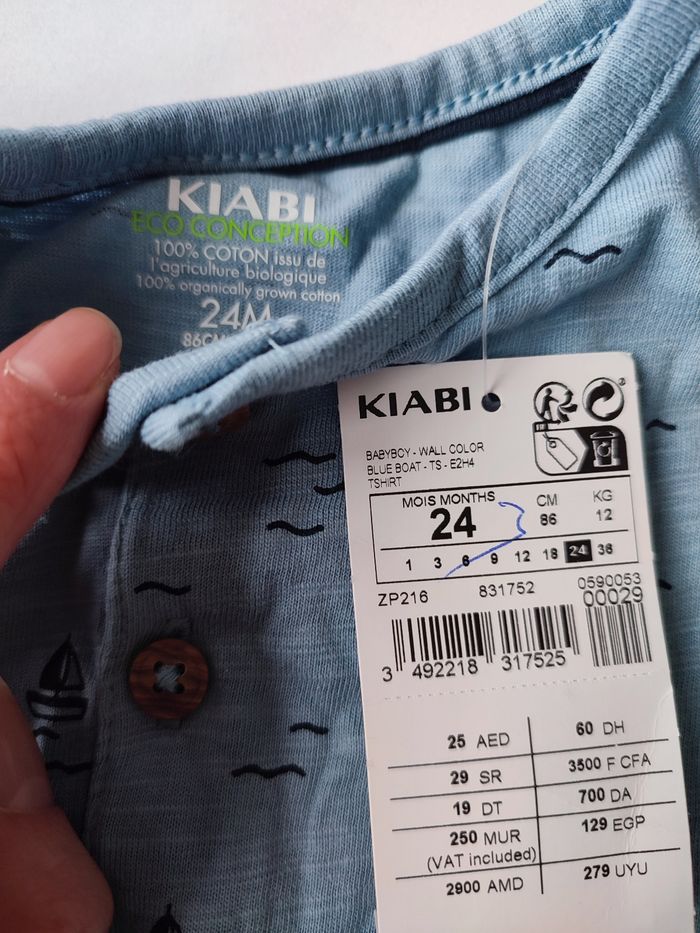 KIABI
ECO CONCEPTION
100% COTON issu de
l'agriculture biologique
100% organically grown cotton
24M
86CM
KIABI
BABYBOY - WALL COLOR
BLUE BOAT - TS - E2H4
TSHIRT
MOIS MONTHS
24
CM
86
KG
12
1 3 6 9 12 18 24 36
ZP216 831752 0590053
00029
3 492218 317525
25 AED 60 DH
29 SR 3500 F CFA
19 DT 700 DA
250 MUR 129 EGP
(VAT included)
2900 AMD 279 UYU